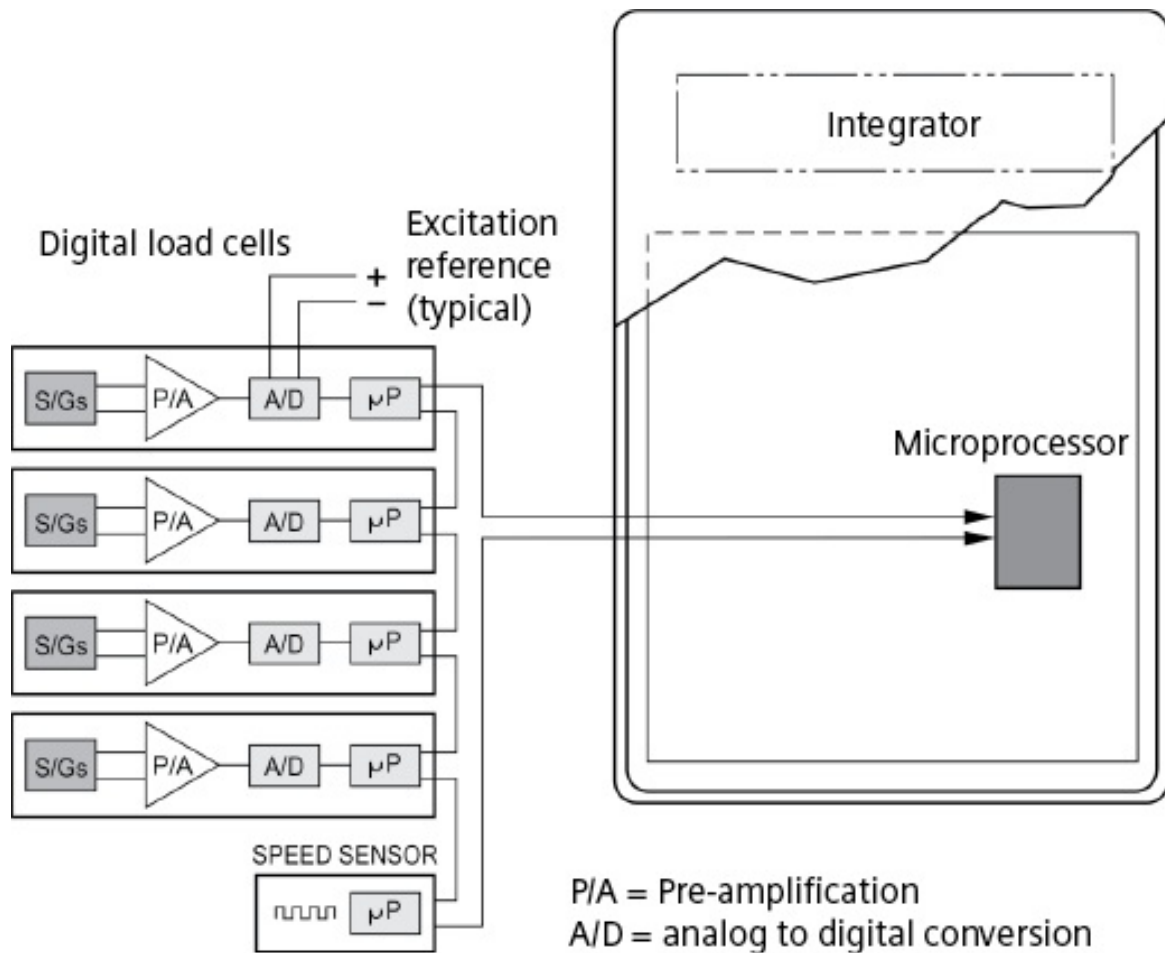 Integrator
Digital load cells
Excitation
reference
(typical)
+
−
S/Gs P/A A/D µP
Microprocessor
S/Gs P/A A/D µP
S/Gs P/A A/D µP
S/Gs P/A A/D µP
SPEED SENSOR
µP
P/A = Pre-amplification
A/D = analog to digital conversion